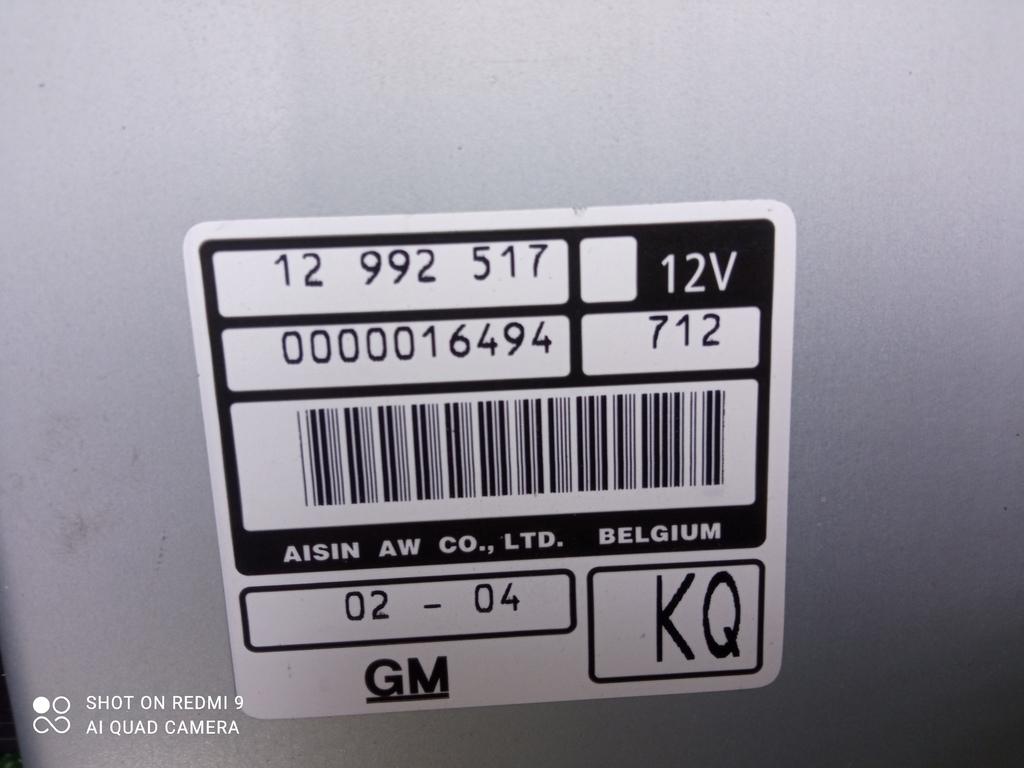 12 992 517
12V
0000016494
712
AISIN AW CO., LTD. BELGIUM
02 - 04
KQ
GM
SHOT ON REDMI 9
AI QUAD CAMERA